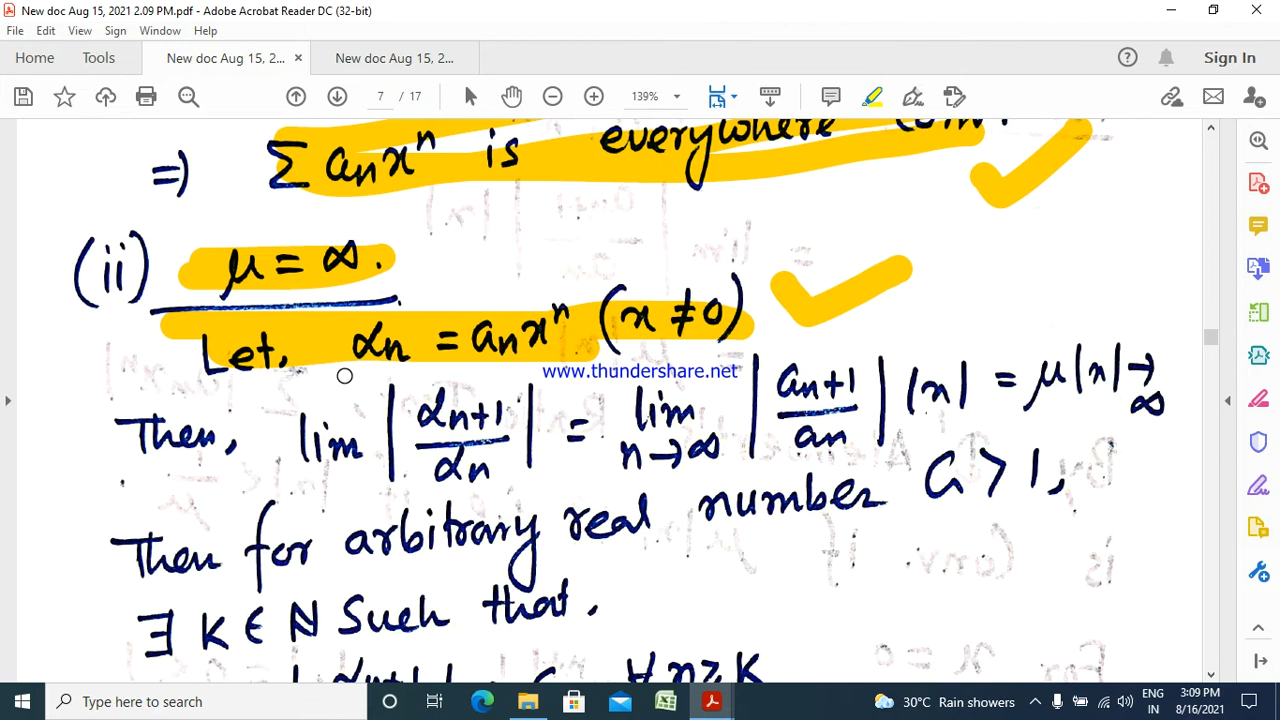 New doc Aug 15, 2021 2.09 PM.pdf - Adobe Acrobat Reader DC (32-bit)
File Edit View Sign Window Help
Home Tools New doc Aug 15, 2... × New doc Aug 15, 2... Sign In
7 / 17 139%
⇒ Σ aₙxⁿ is everywhere
(ii) μ = ∞.
Let, αₙ = aₙxⁿ (x ≠ 0)
www.thundershare.net
Then, lim |αₙ₊₁/αₙ| = lim n→∞ |aₙ₊₁/aₙ| |x| = μ|x| → ∞
Then for arbitrary real number G > 1,
∃ K ∈ N Such that.
∀ n ≥ K
Type here to search
30°C Rain showers
ENG
IN
3:09 PM
8/16/2021